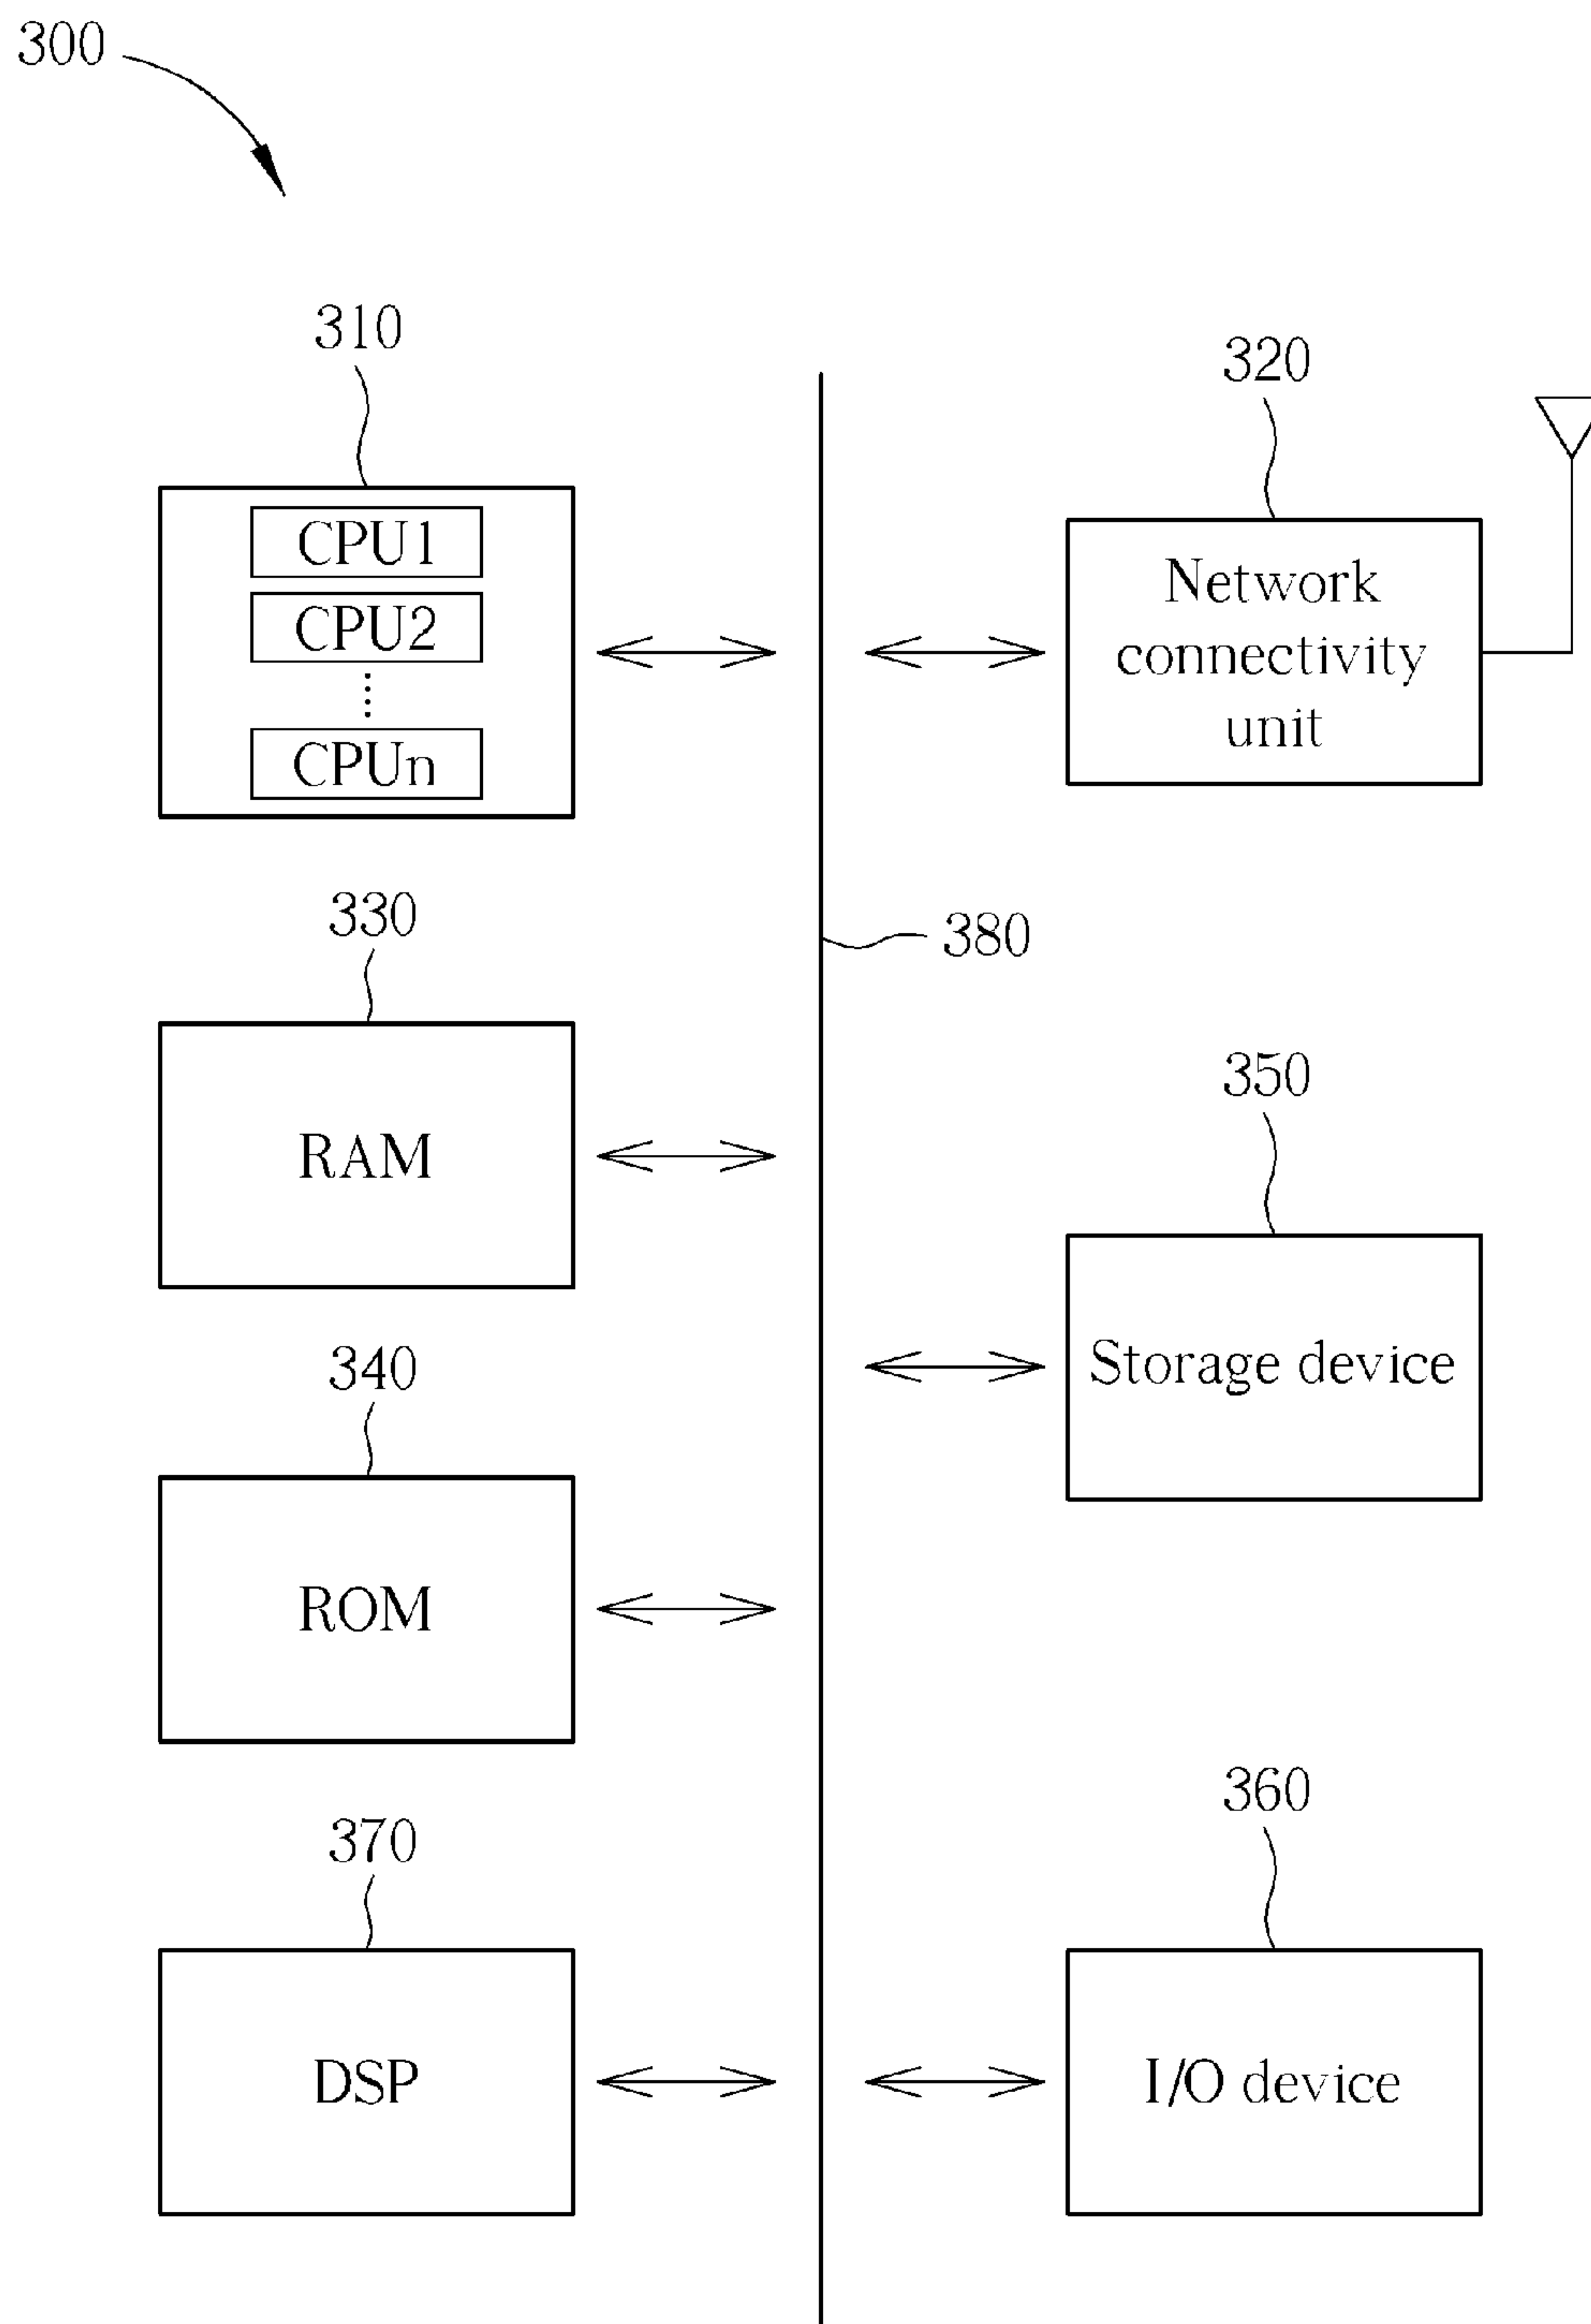 300
310
CPU1
CPU2
CPUn
320
Network
connectivity
unit
330
RAM
380
350
Storage device
340
ROM
370
DSP
360
I/O device